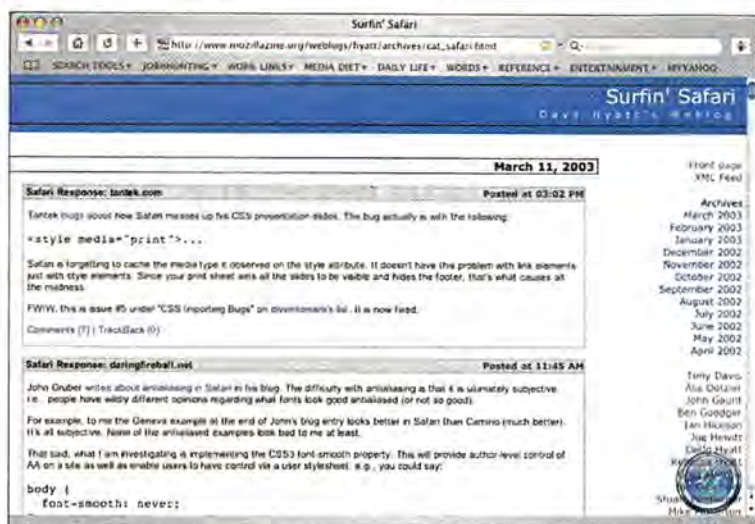 Surfin' Safari
http://www.mozillazine.org/weblogs/hyatt/archives/cat_safari.html
SEARCH TOOLS JOBHUNTING WORK LINKS MEDIA DIET DAILY LIFE WORDS REFERENCE ENTERTAINMENT MYYAHOO
Surfin' Safari
Dave Hyatt's Weblog
March 11, 2003
Safari Response: tantek.com Posted at 03:02 PM
Tantek blogs about how Safari messes up his CSS presentation slides. The bug actually is with the following:
<style media="print">...
Safari is forgetting to cache the media type it observed on the style attribute. It doesn't have this problem with link elements
just with style elements. Since your print sheet sets all the slides to be visible and hides the footer, that's what causes all
the madness.
FWIW, this is issue #5 under "CSS Importing Bugs" on diveintomark's list. It is now fixed.
Comments (7) | TrackBack (0)
Safari Response: daringfireball.net Posted at 11:45 AM
John Gruber writes about antialiasing in Safari in his blog. The difficulty with antialiasing is that it is ultimately subjective
i.e., people have wildly different opinions regarding what fonts look good antialiased (or not so good).
For example, to me the Geneva example at the end of John's blog entry looks better in Safari than Camino (much better).
It's all subjective. None of the antialiased examples look bad to me at least.
That said, what I am investigating is implementing the CSS3 font-smooth property. This will provide author-level control of
AA on a site as well as enable users to have control via a user stylesheet, e.g., you could say:
body {
font-smooth: never;
Front page
XML Feed
Archives
March 2003
February 2003
January 2003
December 2002
November 2002
October 2002
September 2002
August 2002
July 2002
June 2002
May 2002
April 2002
Asa Dotzler
John Gaunt
Ben Goodger
Ian Hickson
Joe Hewitt
David Hyatt
Mike